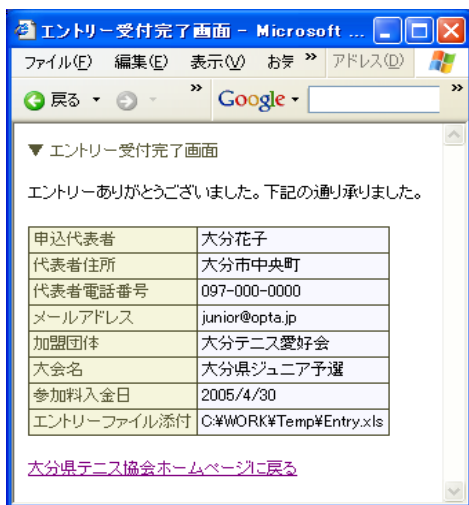 エントリー受付完了画面 - Microsoft ...
ファイル(F) 編集(E) 表示(V) お気 » アドレス(D)
戻る » Google »
▼ エントリー受付完了画面
エントリーありがとうございました。下記の通り承りました。
申込代表者 大分花子
代表者住所 大分市中央町
代表者電話番号 097-000-0000
メールアドレス junior@opta.jp
加盟団体 大分テニス愛好会
大会名 大分県ジュニア予選
参加料入金日 2005/4/30
エントリーファイル添付 C:¥WORK¥Temp¥Entry.xls
大分県テニス協会ホームページに戻る